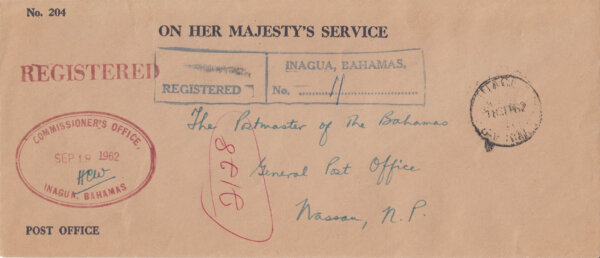 No. 204
ON HER MAJESTY'S SERVICE
REGISTERED
REGISTERED
INAGUA, BAHAMAS.
No. 11
The Postmaster of The Bahamas
General Post Office
Nassau, N.P.
COMMISSIONER'S OFFICE,
SEP 18 1962
INAGUA, BAHAMAS
POST OFFICE